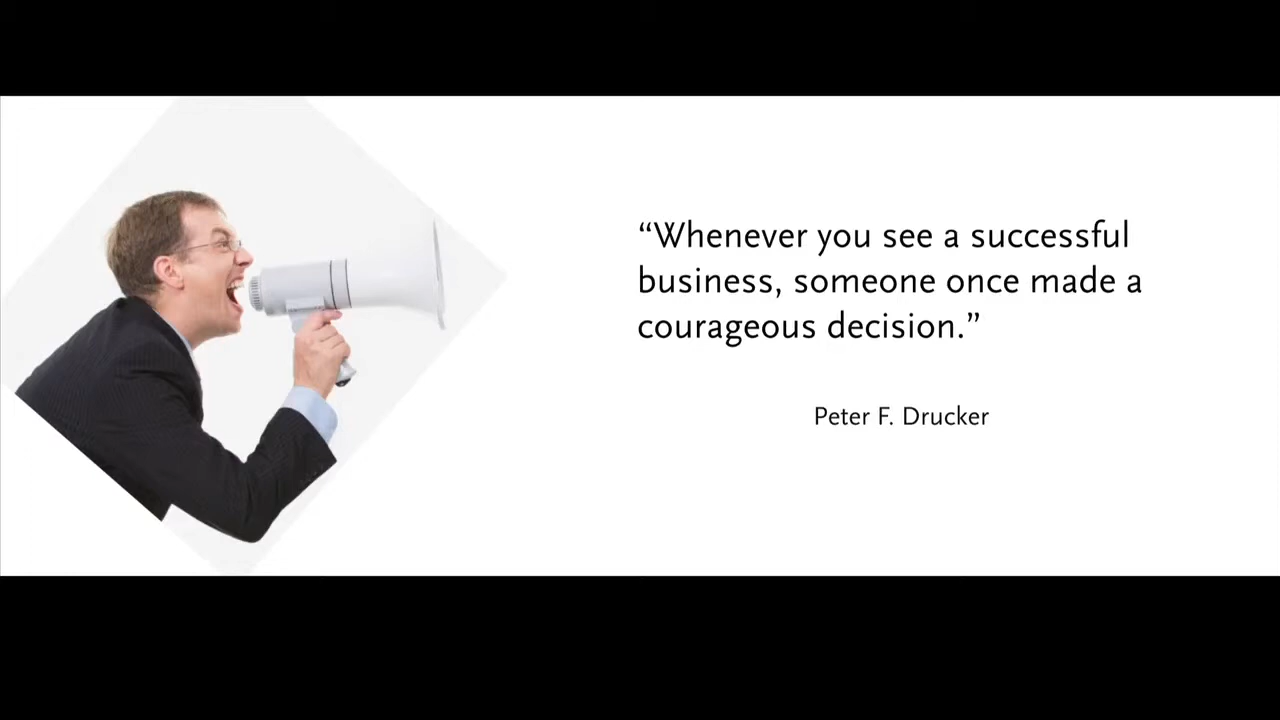 “Whenever you see a successful
business, someone once made a
courageous decision.”
Peter F. Drucker